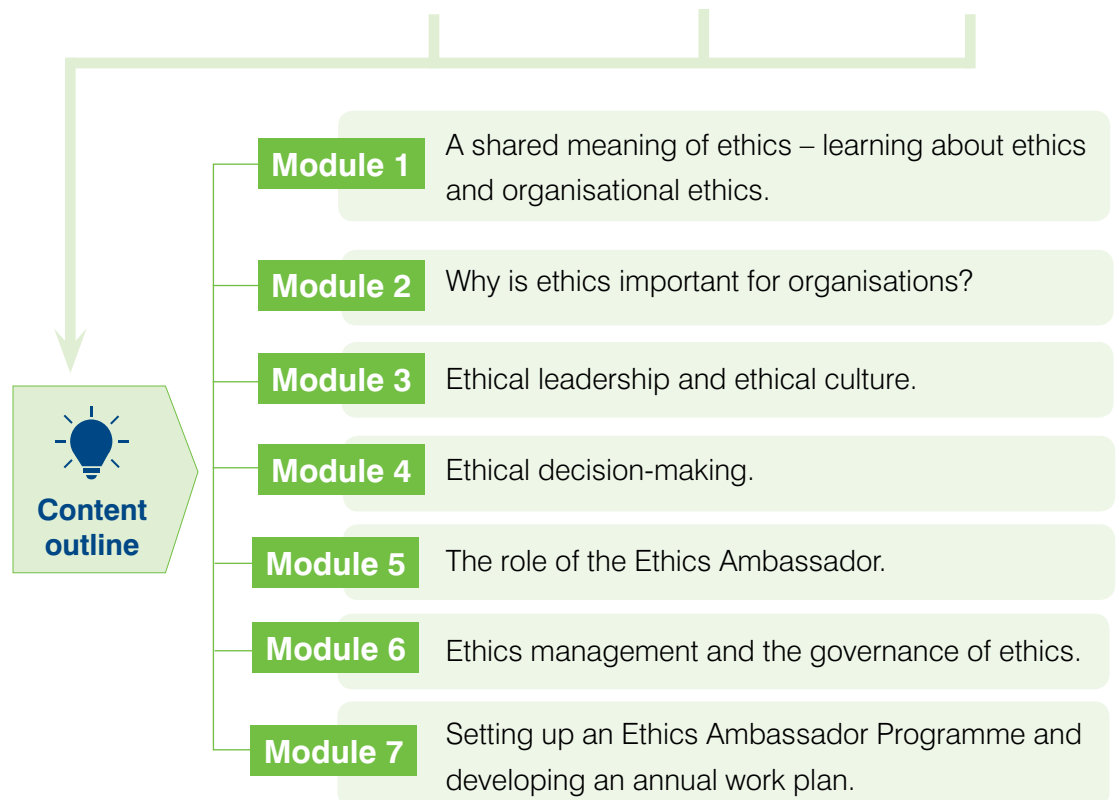 Module 1
A shared meaning of ethics – learning about ethics
and organisational ethics.
Module 2
Why is ethics important for organisations?
Module 3
Ethical leadership and ethical culture.
Module 4
Ethical decision-making.
Content
outline
Module 5
The role of the Ethics Ambassador.
Module 6
Ethics management and the governance of ethics.
Module 7
Setting up an Ethics Ambassador Programme and
developing an annual work plan.